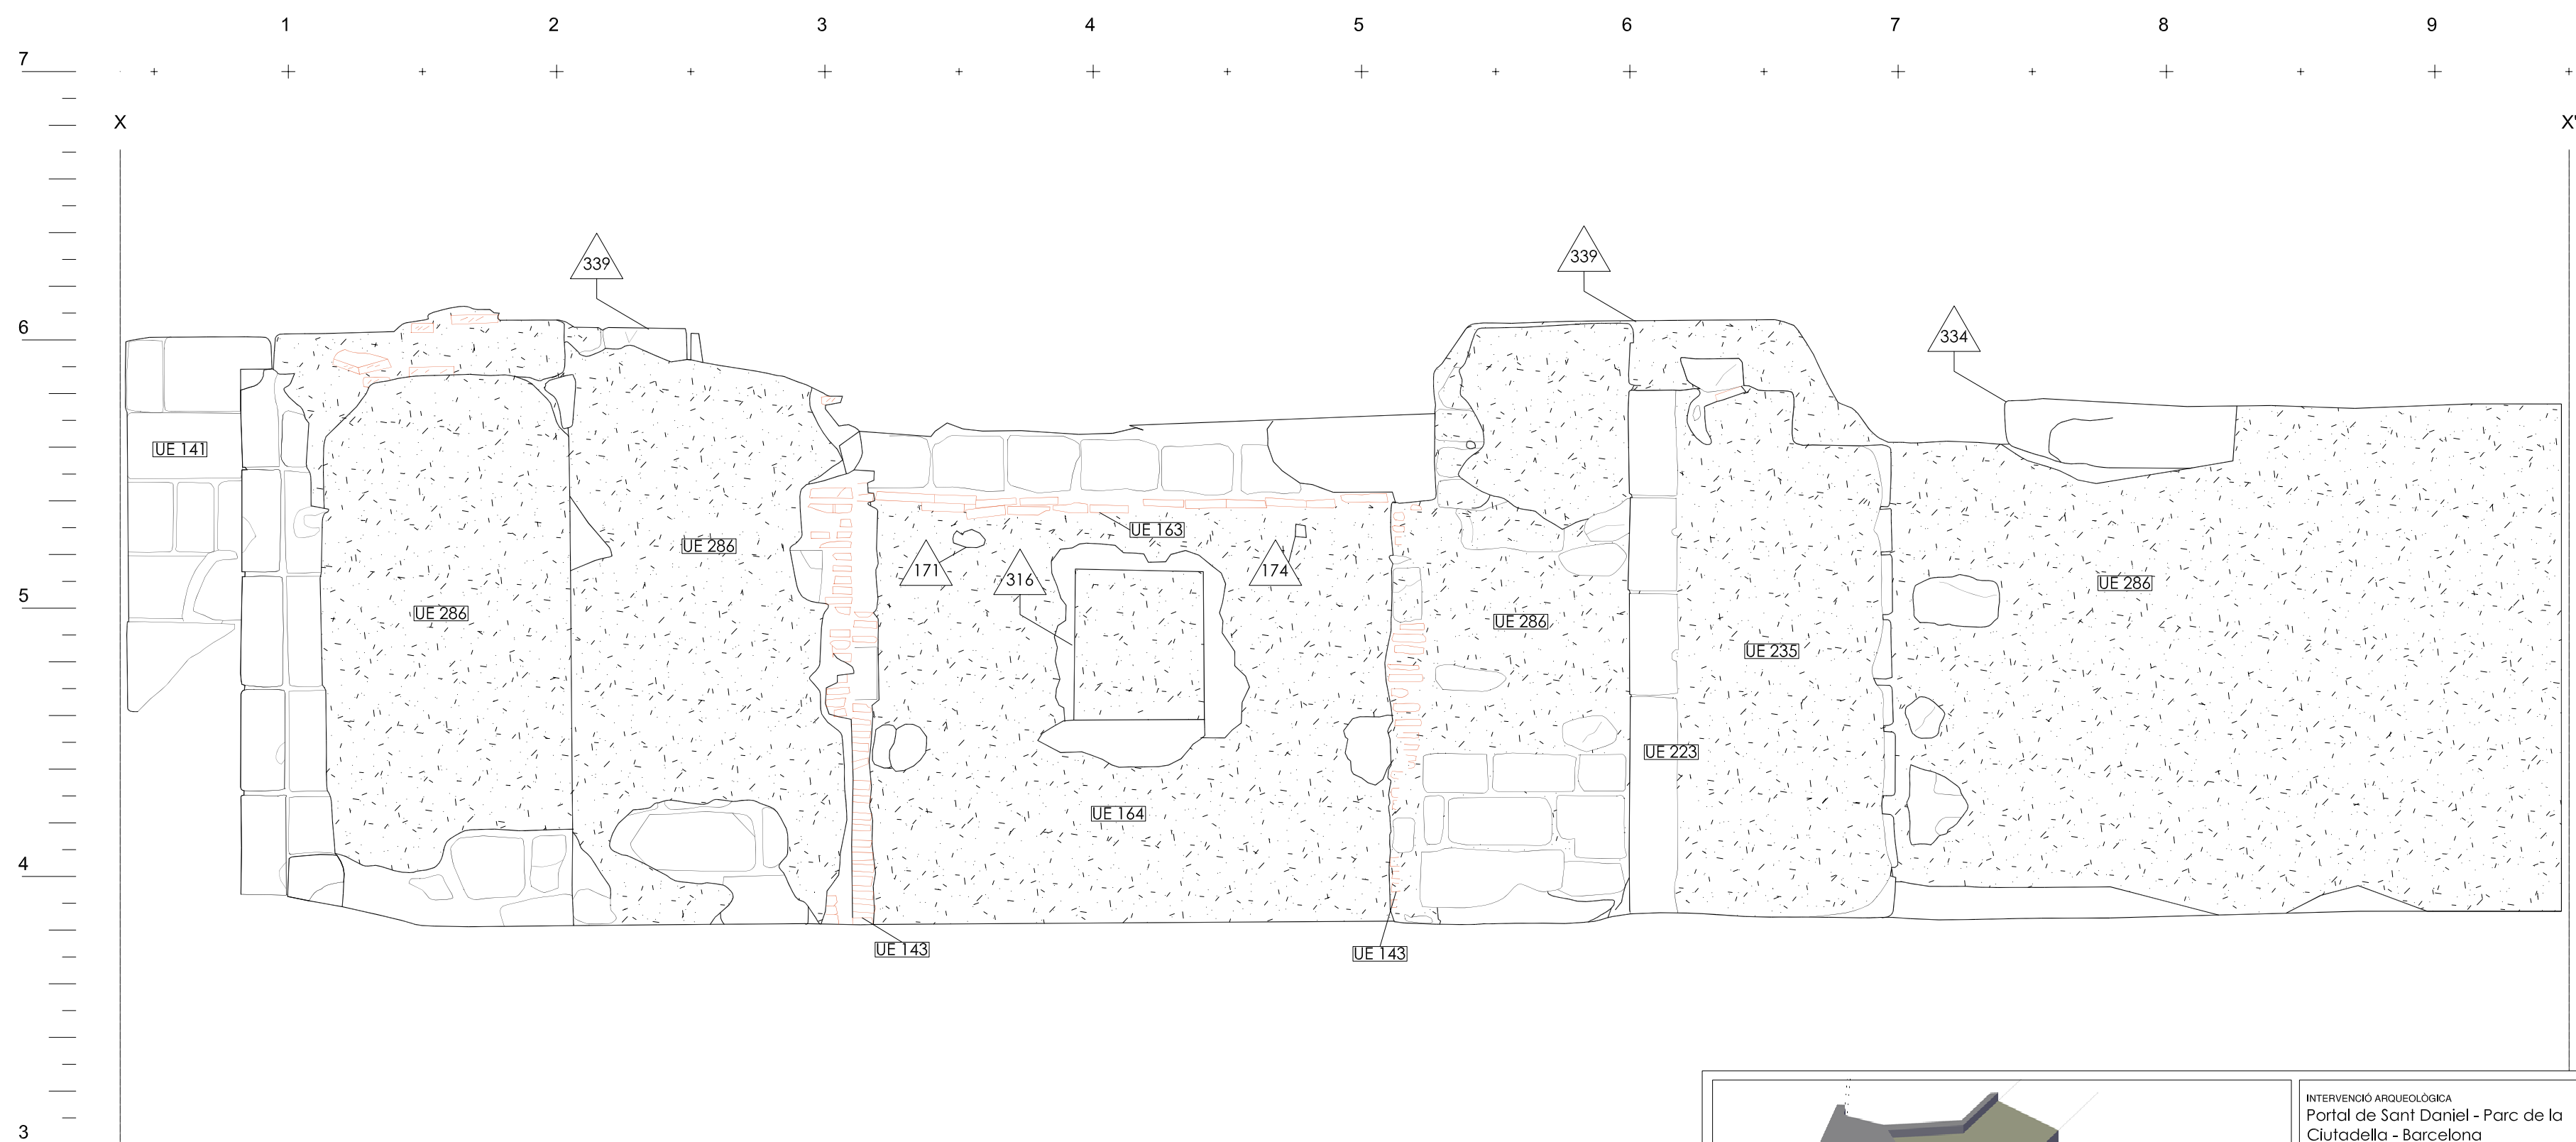 1 2 3 4 5 6 7 8 9
7
X X'
339 339
6
334
UE 141
UE 163
UE 286
171 316 174
UE 286
5
UE 286
UE 286
UE 235
UE 223
UE 164
4
UE 143 UE 143
INTERVENCIÓ ARQUEOLÒGICA
Portal de Sant Daniel - Parc de la
Ciutadella - Barcelona
3